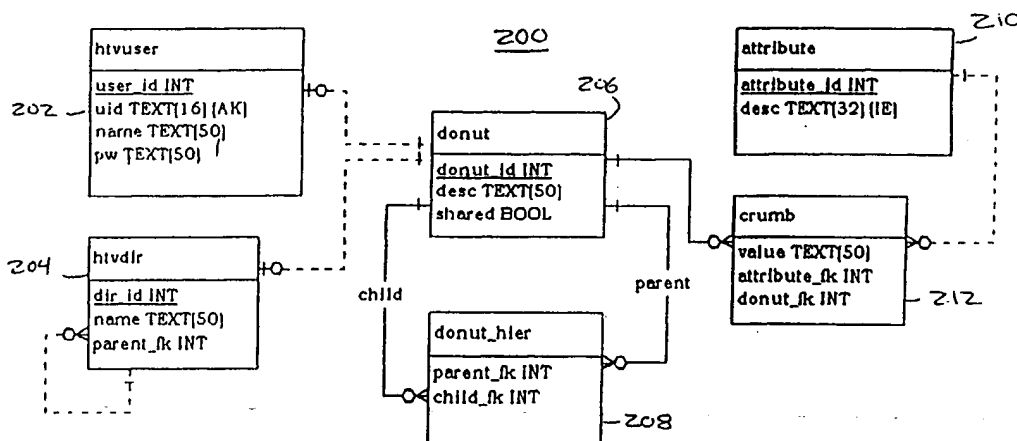 200
htvuser
user_id INT
uid TEXT(16) (AK)
name TEXT(50)
pw TEXT(50)
202
htvdir
dir_id INT
name TEXT(50)
parent_fk INT
204
donut
donut_id INT
desc TEXT(50)
shared BOOL
206
child
parent
donut_hier
parent_fk INT
child_fk INT
208
attribute
attribute_id INT
desc TEXT(32) (IE)
210
crumb
value TEXT(50)
attribute_fk INT
donut_fk INT
212